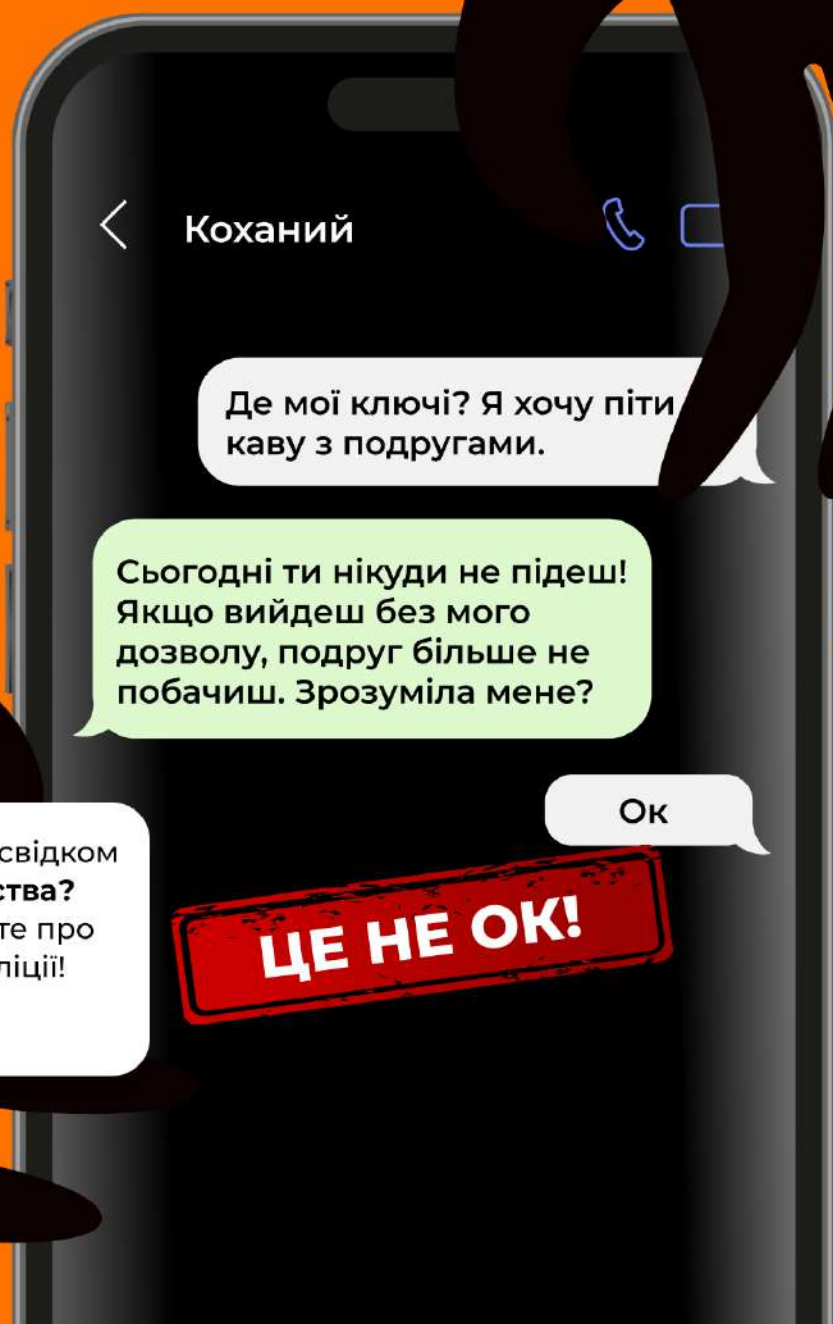 Коханий
Де мої ключі? Я хочу піти
каву з подругами.
Сьогодні ти нікуди не підеш!
Якщо вийдеш без мого
дозволу, подруг більше не
побачиш. Зрозуміла мене?
Ок
ЦЕ НЕ ОК!
свідком
ства?
те про
ліції!